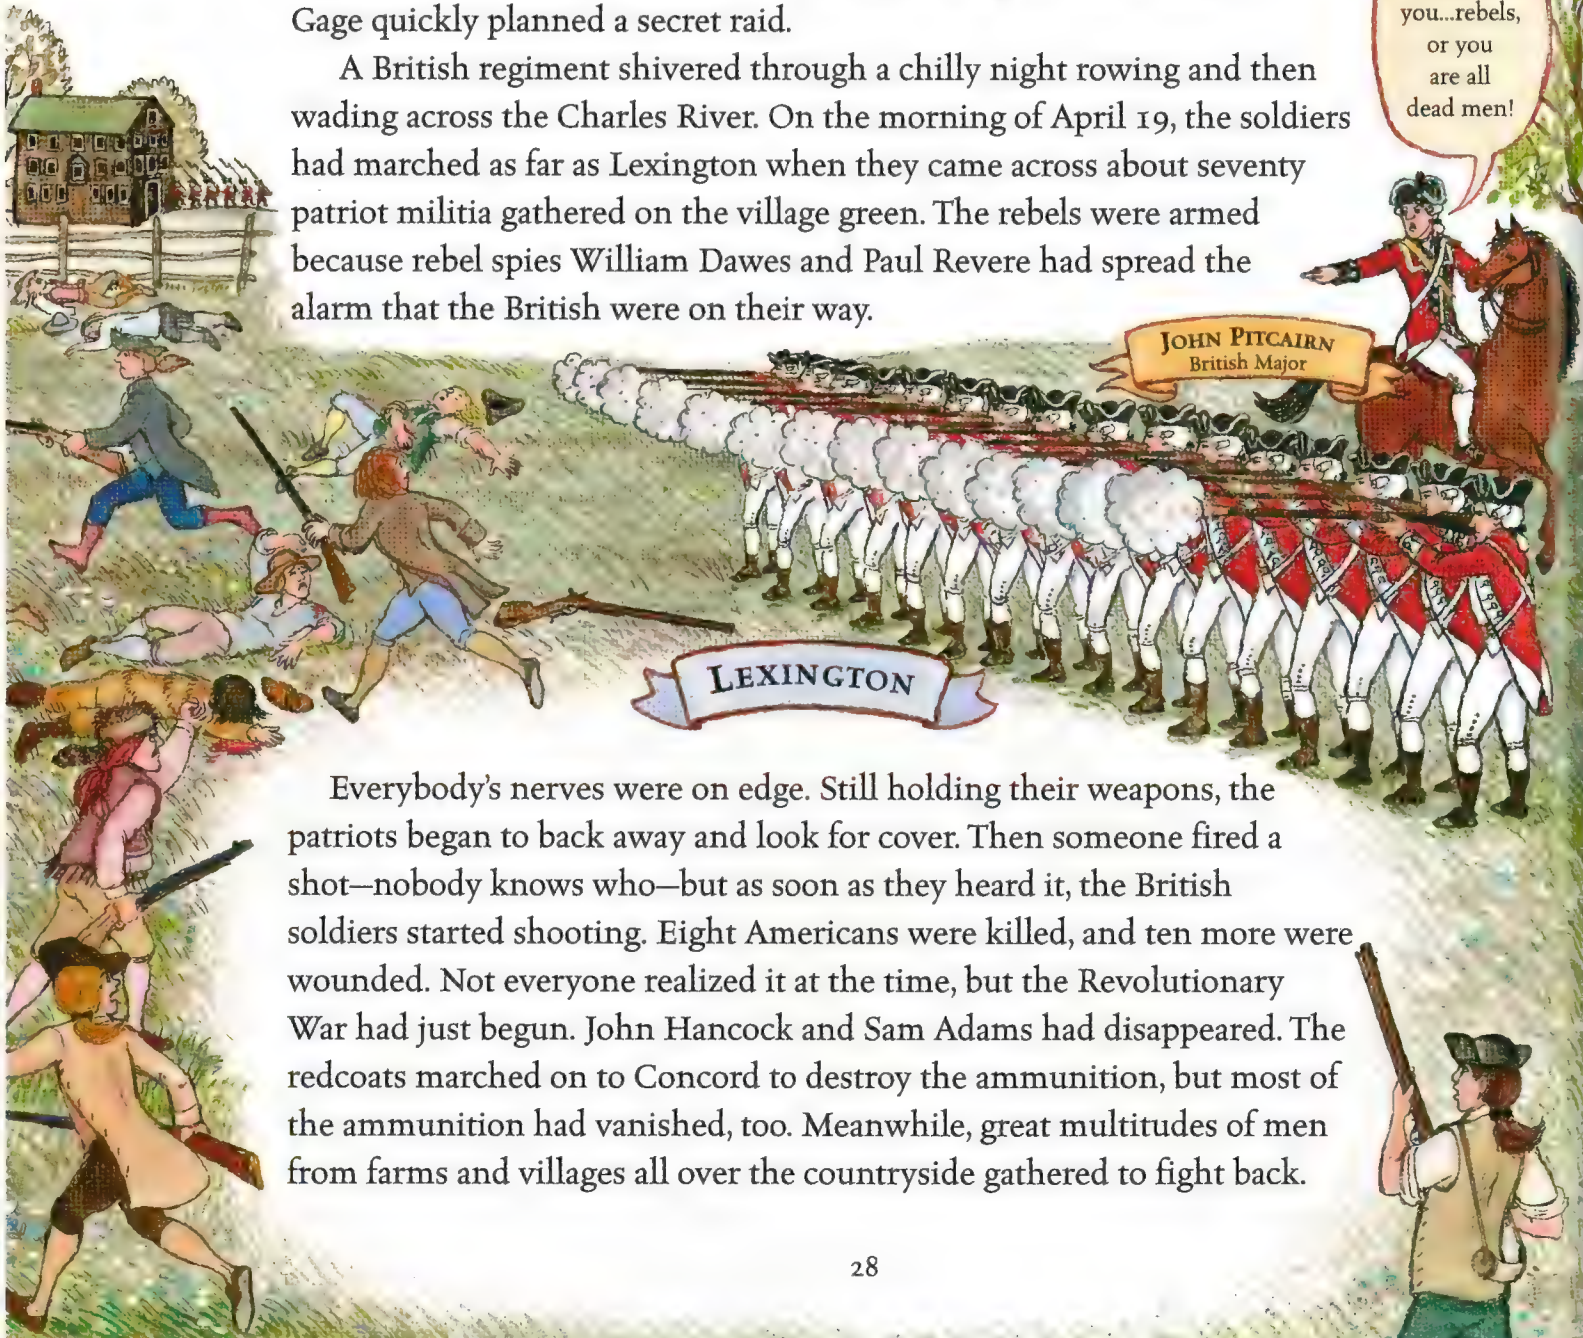 Gage quickly planned a secret raid.
A British regiment shivered through a chilly night rowing and then
wading across the Charles River. On the morning of April 19, the soldiers
had marched as far as Lexington when they came across about seventy
patriot militia gathered on the village green. The rebels were armed
because rebel spies William Dawes and Paul Revere had spread the
alarm that the British were on their way.
you...rebels,
or you
are all
dead men!
JOHN PITCAIRN
British Major
LEXINGTON
Everybody's nerves were on edge. Still holding their weapons, the
patriots began to back away and look for cover. Then someone fired a
shot—nobody knows who—but as soon as they heard it, the British
soldiers started shooting. Eight Americans were killed, and ten more were
wounded. Not everyone realized it at the time, but the Revolutionary
War had just begun. John Hancock and Sam Adams had disappeared. The
redcoats marched on to Concord to destroy the ammunition, but most of
the ammunition had vanished, too. Meanwhile, great multitudes of men
from farms and villages all over the countryside gathered to fight back.
28